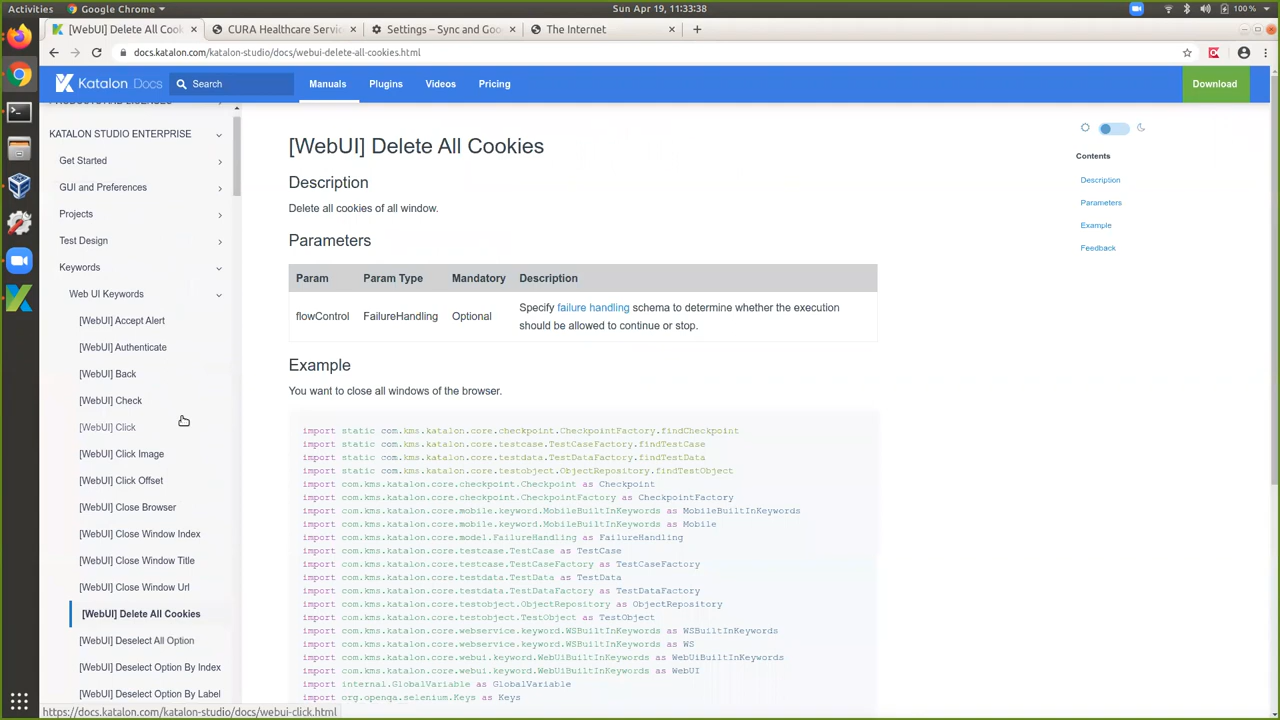 Activities
Google Chrome
Sun Apr 19, 11:33:38
100 %
[WebUI] Delete All Cook
CURA Healthcare Servic
Settings – Sync and Goo
The Internet
docs.katalon.com/katalon-studio/docs/webui-delete-all-cookies.html
Katalon Docs
Search
Manuals
Plugins
Videos
Pricing
Download
PRODUCTS AND LICENSES
KATALON STUDIO ENTERPRISE
Get Started
GUI and Preferences
Projects
Test Design
Keywords
Web UI Keywords
[WebUI] Accept Alert
[WebUI] Authenticate
[WebUI] Back
[WebUI] Check
[WebUI] Click
[WebUI] Click Image
[WebUI] Click Offset
[WebUI] Close Browser
[WebUI] Close Window Index
[WebUI] Close Window Title
[WebUI] Close Window Url
[WebUI] Delete All Cookies
[WebUI] Deselect All Option
[WebUI] Deselect Option By Index
[WebUI] Deselect Option By Label
https://docs.katalon.com/katalon-studio/docs/webui-click.html
[WebUI] Delete All Cookies
Description
Delete all cookies of all window.
Parameters
Param Param Type Mandatory Description
flowControl FailureHandling Optional Specify failure handling schema to determine whether the execution
should be allowed to continue or stop.
Example
You want to close all windows of the browser.
import static com.kms.katalon.core.checkpoint.CheckpointFactory.findCheckpoint
import static com.kms.katalon.core.testcase.TestCaseFactory.findTestCase
import static com.kms.katalon.core.testdata.TestDataFactory.findTestData
import static com.kms.katalon.core.testobject.ObjectRepository.findTestObject
import com.kms.katalon.core.checkpoint.Checkpoint as Checkpoint
import com.kms.katalon.core.checkpoint.CheckpointFactory as CheckpointFactory
import com.kms.katalon.core.mobile.keyword.MobileBuiltInKeywords as MobileBuiltInKeywords
import com.kms.katalon.core.mobile.keyword.MobileBuiltInKeywords as Mobile
import com.kms.katalon.core.model.FailureHandling as FailureHandling
import com.kms.katalon.core.testcase.TestCase as TestCase
import com.kms.katalon.core.testcase.TestCaseFactory as TestCaseFactory
import com.kms.katalon.core.testdata.TestData as TestData
import com.kms.katalon.core.testdata.TestDataFactory as TestDataFactory
import com.kms.katalon.core.testobject.ObjectRepository as ObjectRepository
import com.kms.katalon.core.testobject.TestObject as TestObject
import com.kms.katalon.core.webservice.keyword.WSBuiltInKeywords as WSBuiltInKeywords
import com.kms.katalon.core.webservice.keyword.WSBuiltInKeywords as WS
import com.kms.katalon.core.webui.keyword.WebUiBuiltInKeywords as WebUiBuiltInKeywords
import com.kms.katalon.core.webui.keyword.WebUiBuiltInKeywords as WebUI
import internal.GlobalVariable as GlobalVariable
import org.openqa.selenium.Keys as Keys
Contents
Description
Parameters
Example
Feedback